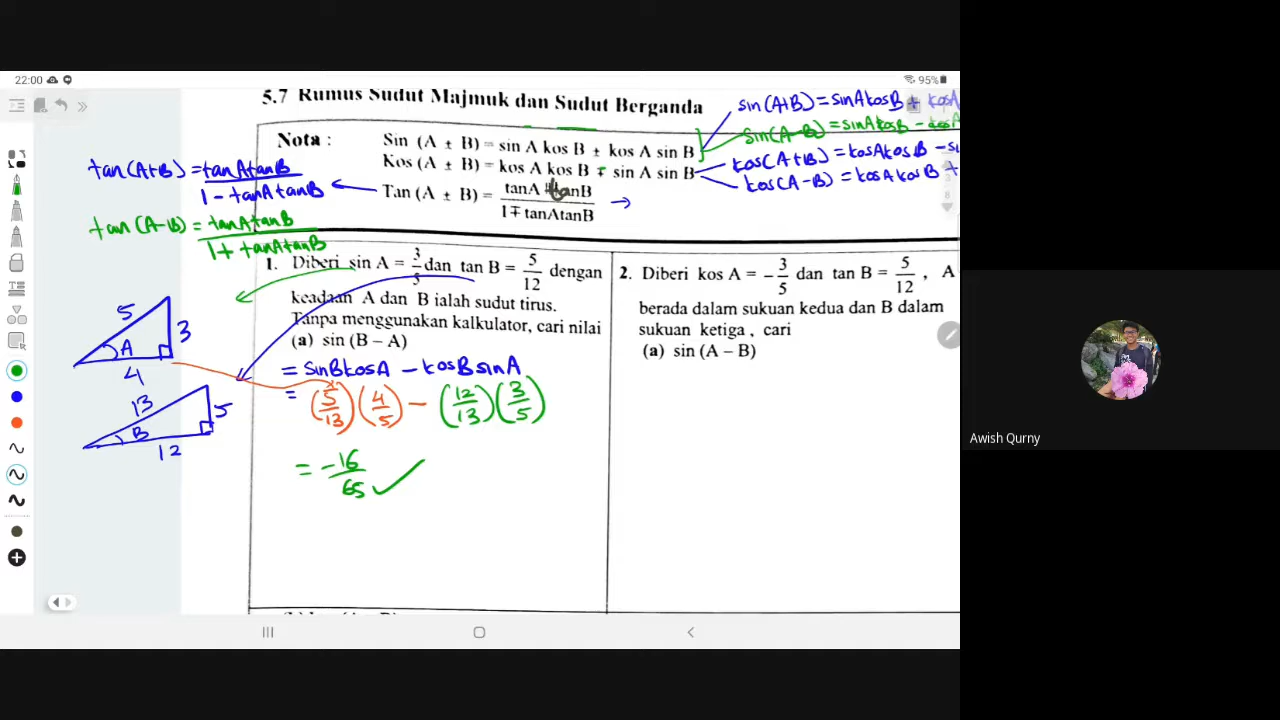 22:00
95%
5.7 Rumus Sudut Majmuk dan Sudut Berganda
sin(A+B)=sinAkosB + kosA
sin(A-B)=sinAkosB - kosA
kos(A+B)=kosAkosB - si
kos(A-B)=kosAkosB +
Nota :
Sin (A ± B) = sin A kos B ± kos A sin B
Kos (A ± B) = kos A kos B ∓ sin A sin B
Tan (A ± B) = tanA ± tanB / 1∓ tanAtanB
tan(A+B) = tanAtanB / 1 - tanAtanB
tan(A-B) = tanAtanB / 1 + tanAtanB
1. Diberi sin A = 3/5 dan tan B = 5/12 dengan
keadaan A dan B ialah sudut tirus.
Tanpa menggunakan kalkulator, cari nilai
(a) sin (B – A)
= sinBkosA - kosBsinA
= (5/13)(4/5) - (12/13)(3/5)
= -16/65
5
3
A
4
13
5
B
12
2. Diberi kos A = – 3/5 dan tan B = 5/12 , A
berada dalam sukuan kedua dan B dalam
sukuan ketiga , cari
(a) sin (A – B)
Awish Qurny